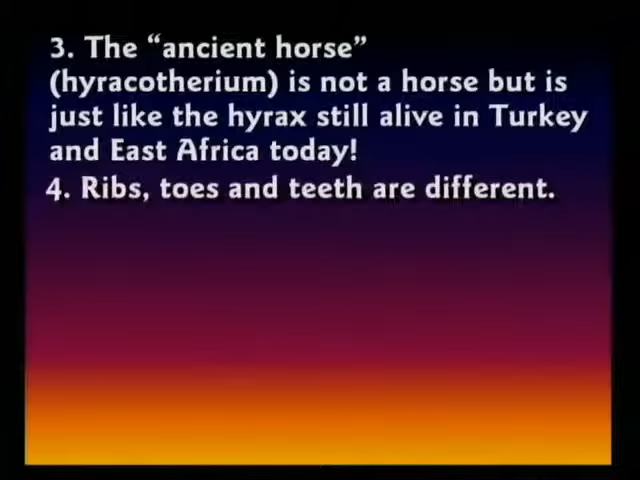 3. The “ancient horse”
(hyracotherium) is not a horse but is
just like the hyrax still alive in Turkey
and East Africa today!
4. Ribs, toes and teeth are different.